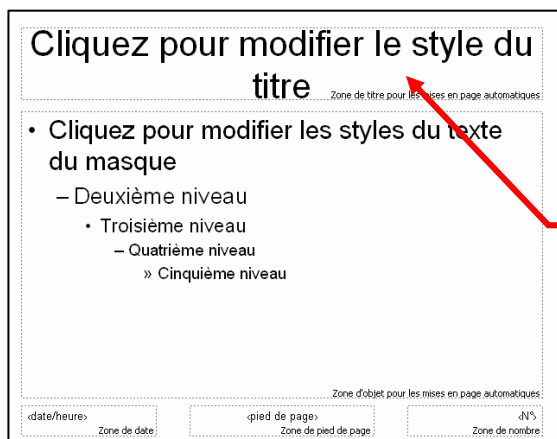 Cliquez pour modifier le style du
titre
Zone de titre pour les mises en page automatiques
• Cliquez pour modifier les styles du texte
du masque
– Deuxième niveau
• Troisième niveau
– Quatrième niveau
» Cinquième niveau
Zone d'objet pour les mises en page automatiques
‹date/heure›
Zone de date
‹pied de page›
Zone de pied de page
‹N°›
Zone de nombre